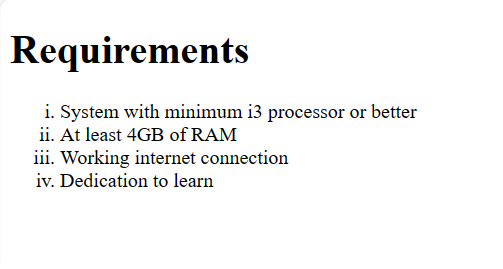 Requirements
i. System with minimum i3 processor or better
ii. At least 4GB of RAM
iii. Working internet connection
iv. Dedication to learn